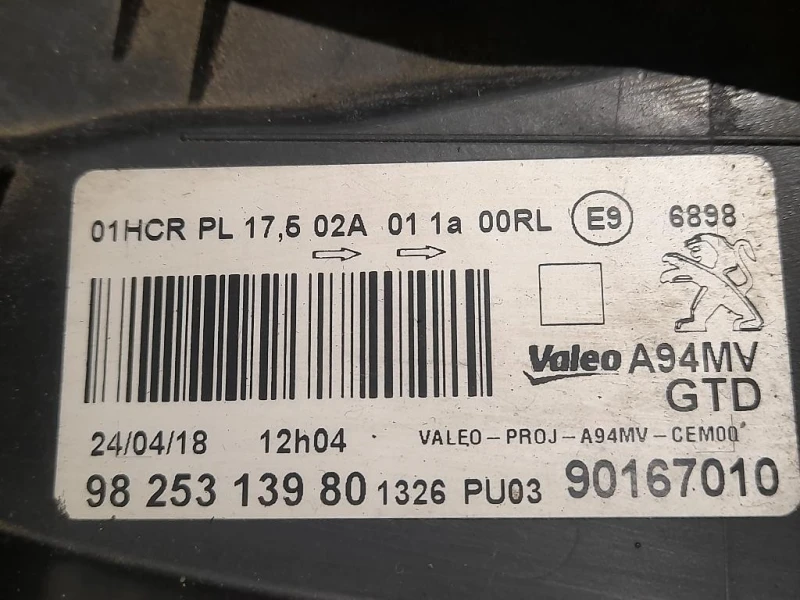 01HCR PL 17,5 02A 01 1a 00RL E9 6898
Valeo A94MV
GTD
24/04/18 12h04 VALEO-PROJ-A94MV-CEM00
98 253 139 80 1326 PU03 90167010